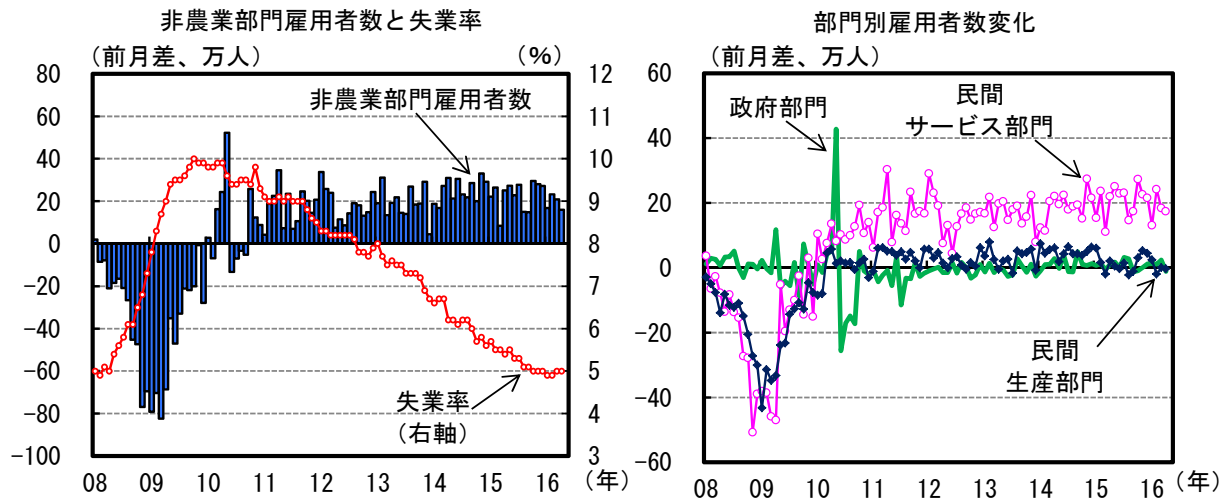 非農業部門雇用者数と失業率
（前月差、万人）
（%）
80
60
40
20
0
-20
-40
-60
-80
-100
12
11
10
9
8
7
6
5
4
3
非農業部門雇用者数
失業率
（右軸）
08 09 10 11 12 13 14 15 16 （年）
部門別雇用者数変化
（前月差、万人）
60
40
20
0
-20
-40
-60
政府部門
民間
サービス部門
民間
生産部門
08 09 10 11 12 13 14 15 16 （年）